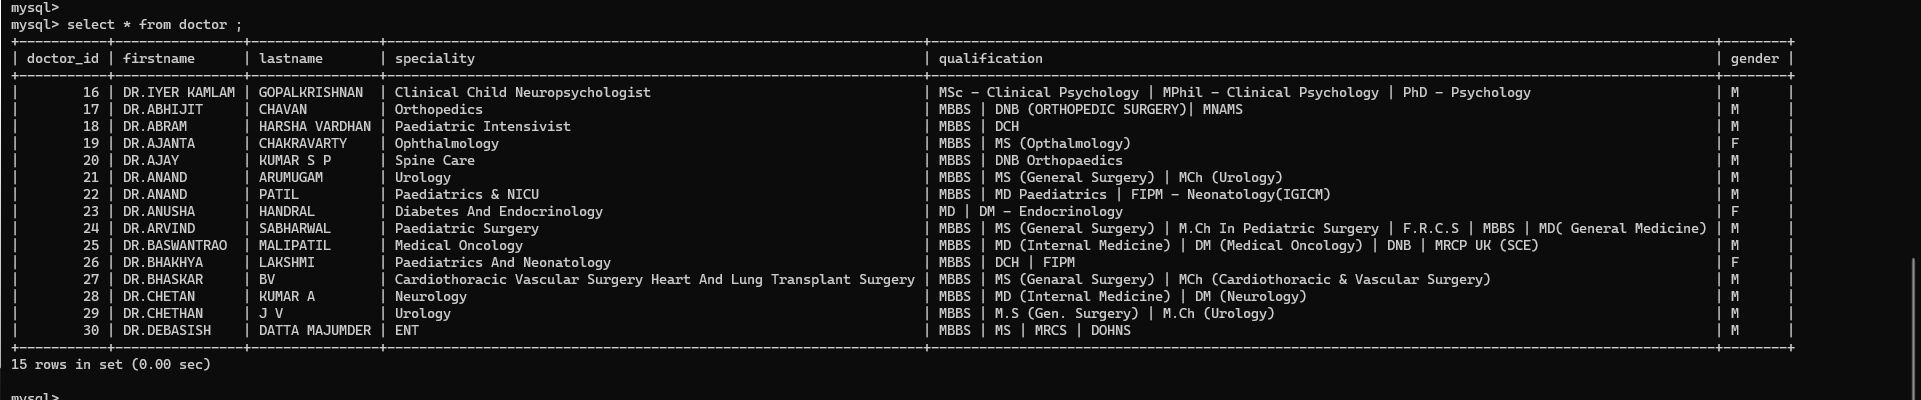 mysql>
mysql> select * from doctor ;
+-----------+----------------+----------------+-------------------------------------------------------------------+--------------------------------------------------------------------------------------------------+--------+
| doctor_id | firstname      | lastname       | speciality                                                        | qualification                                                                                    | gender |
+-----------+----------------+----------------+-------------------------------------------------------------------+--------------------------------------------------------------------------------------------------+--------+
|        16 | DR.IYER KAMLAM | GOPALKRISHNAN  | Clinical Child Neuropsychologist                                  | MSc - Clinical Psychology | MPhil - Clinical Psychology | PhD - Psychology                       | M      |
|        17 | DR.ABHIJIT     | CHAVAN         | Orthopedics                                                       | MBBS | DNB (ORTHOPEDIC SURGERY)| MNAMS                                                           | M      |
|        18 | DR.ABRAM       | HARSHA VARDHAN | Paediatric Intensivist                                            | MBBS | DCH                                                                                       | M      |
|        19 | DR.AJANTA      | CHAKRAVARTY    | Ophthalmology                                                     | MBBS | MS (Opthalmology)                                                                         | F      |
|        20 | DR.AJAY        | KUMAR S P      | Spine Care                                                        | MBBS | DNB Orthopaedics                                                                          | M      |
|        21 | DR.ANAND       | ARUMUGAM       | Urology                                                           | MBBS | MS (General Surgery) | MCh (Urology)                                                      | M      |
|        22 | DR.ANAND       | PATIL          | Paediatrics & NICU                                                | MBBS | MD Paediatrics | FIPM - Neonatology(IGICM)                                                | M      |
|        23 | DR.ANUSHA      | HANDRAL        | Diabetes And Endocrinology                                        | MD | DM - Endocrinology                                                                          | F      |
|        24 | DR.ARVIND      | SABHARWAL      | Paediatric Surgery                                                | MBBS | MS (General Surgery) | M.Ch In Pediatric Surgery | F.R.C.S | MBBS | MD( General Medicine) | M      |
|        25 | DR.BASWANTRAO  | MALIPATIL      | Medical Oncology                                                  | MBBS | MD (Internal Medicine) | DM (Medical Oncology) | DNB | MRCP UK (SCE)                      | M      |
|        26 | DR.BHAKHYA     | LAKSHMI        | Paediatrics And Neonatology                                       | MBBS | DCH | FIPM                                                                                | F      |
|        27 | DR.BHASKAR     | BV             | Cardiothoracic Vascular Surgery Heart And Lung Transplant Surgery | MBBS | MS (Genaral Surgery) | MCh (Cardiothoracic & Vascular Surgery)                            | M      |
|        28 | DR.CHETAN      | KUMAR A        | Neurology                                                         | MBBS | MD (Internal Medicine) | DM (Neurology)                                                   | M      |
|        29 | DR.CHETHAN     | J V            | Urology                                                           | MBBS | M.S (Gen. Surgery) | M.Ch (Urology)                                                       | M      |
|        30 | DR.DEBASISH    | DATTA MAJUMDER | ENT                                                               | MBBS | MS | MRCS | DOHNS                                                                         | M      |
+-----------+----------------+----------------+-------------------------------------------------------------------+--------------------------------------------------------------------------------------------------+--------+
15 rows in set (0.00 sec)
mysql>